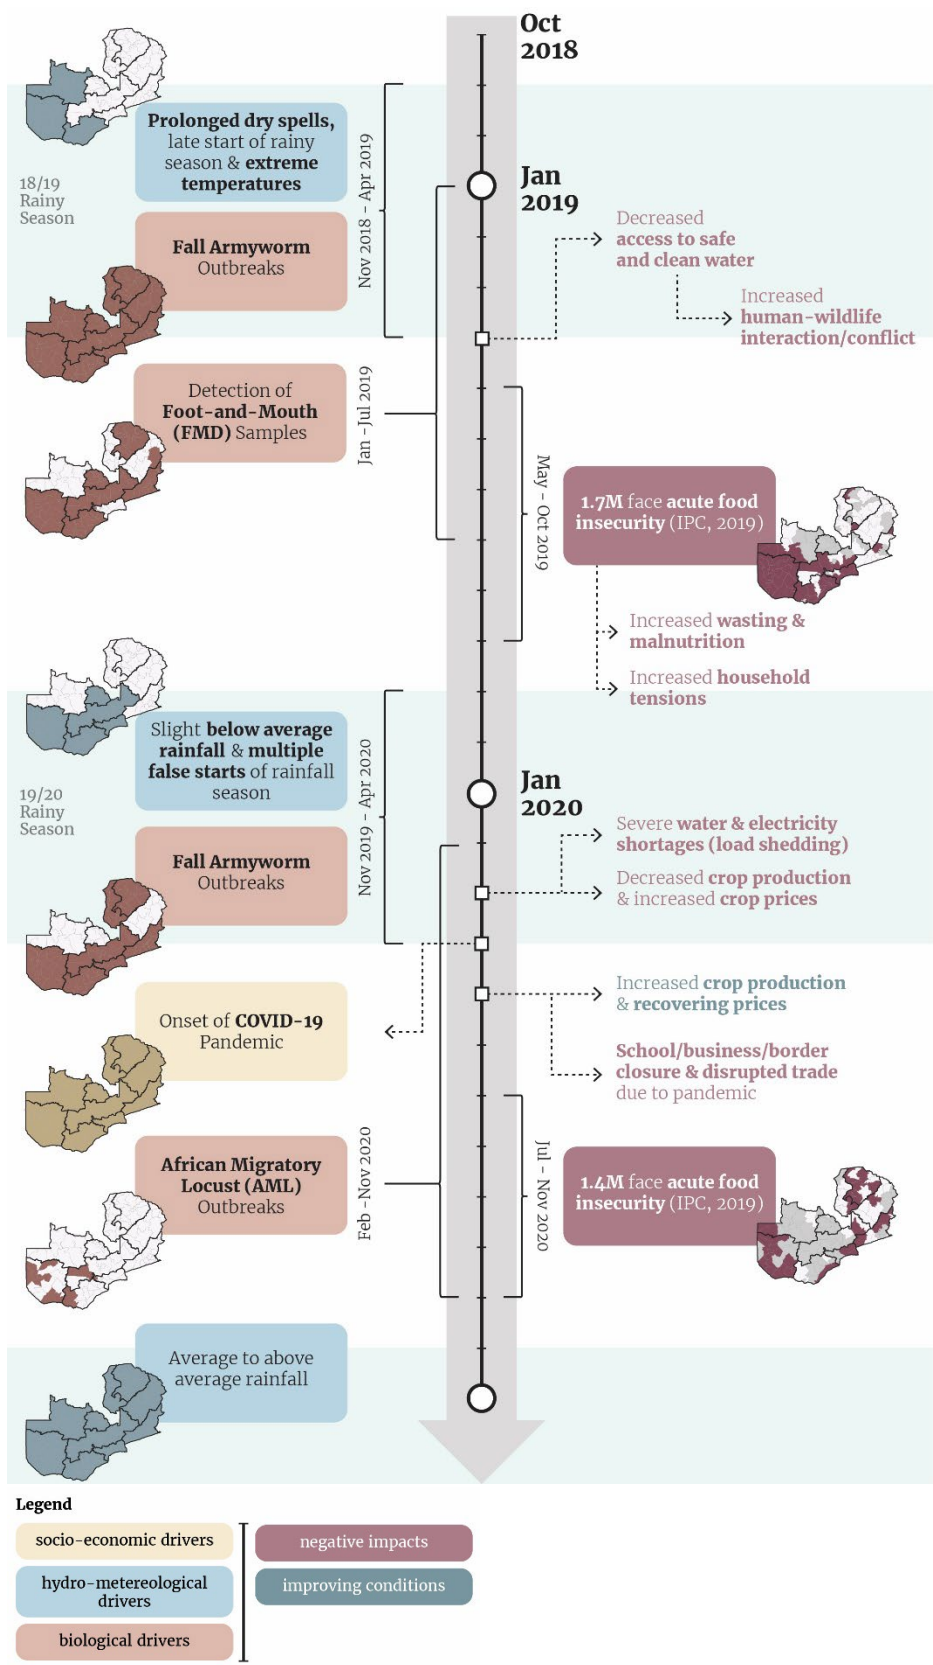 Oct
2018
Prolonged dry spells,
late start of rainy
season & extreme
temperatures
18/19
Rainy
Season
Nov 2018 – Apr 2019
Jan
2019
Fall Armyworm
Outbreaks
Decreased
access to safe
and clean water
Increased
human-wildlife
interaction/conflict
Detection of
Foot-and-Mouth
(FMD) Samples
Jan –Jul 2019
May – Oct 2019
1.7M face acute food
insecurity (IPC, 2019)
Increased wasting &
malnutrition
Increased household
tensions
Slight below average
rainfall & multiple
false starts of rainfall
season
19/20
Rainy
Season
Nov 2019 – Apr 2020
Jan
2020
Severe water & electricity
shortages (load shedding)
Fall Armyworm
Outbreaks
Decreased crop production
& increased crop prices
Increased crop production
& recovering prices
Onset of COVID-19
Pandemic
School/business/border
closure & disrupted trade
due to pandemic
African Migratory
Locust (AML)
Outbreaks
Feb –Nov 2020
Jul – Nov 2020
1.4M face acute food
insecurity (IPC, 2019)
Average to above
average rainfall
Legend
socio-economic drivers
negative impacts
hydro-metereological
drivers
improving conditions
biological drivers